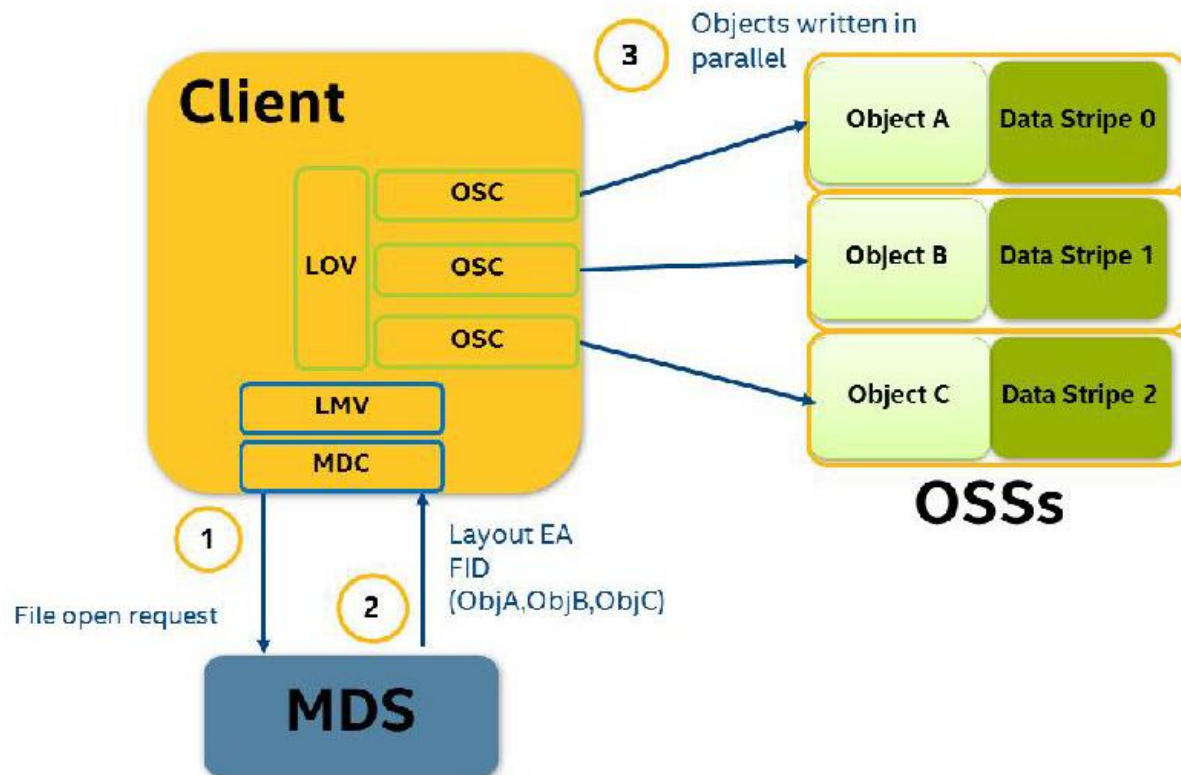 3
Objects written in
parallel
Client
OSC
LOV
OSC
OSC
LMV
MDC
Object A
Data Stripe 0
Object B
Data Stripe 1
Object C
Data Stripe 2
OSSs
1
File open request
2
Layout EA
FID
(ObjA,ObjB,ObjC)
MDS